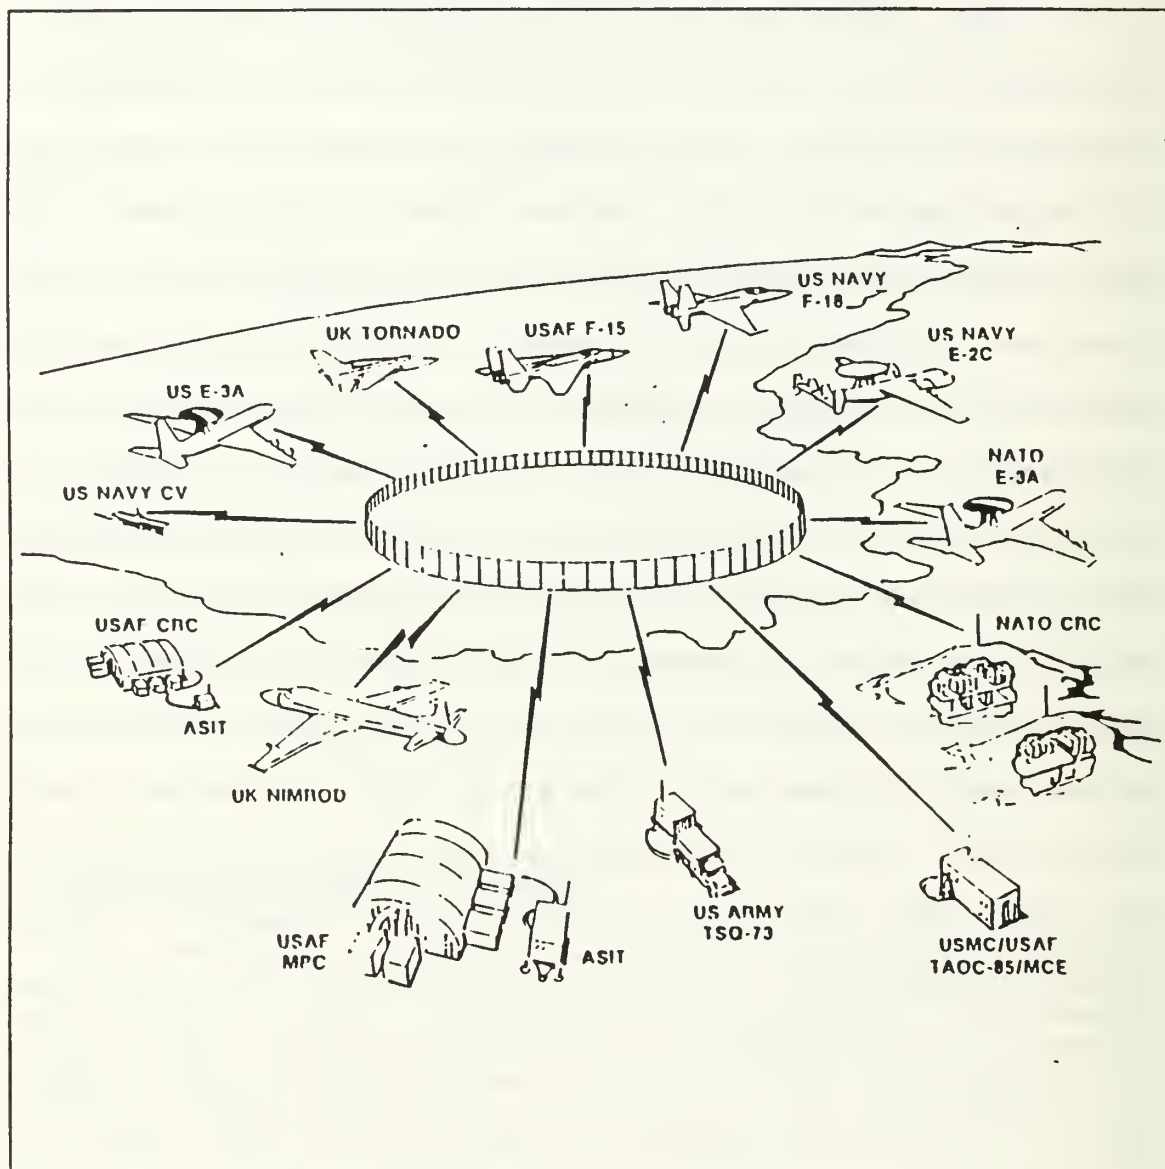 US NAVY
F-18
UK TORNADO
USAF F-15
US NAVY
E-2C
US E-3A
NATO
E-3A
US NAVY CV
USAF CRC
NATO CRC
ASIT
UK NIMROD
US ARMY
TSQ-73
USAF
MPC
ASIT
USMC/USAF
TAOC-85/MCE